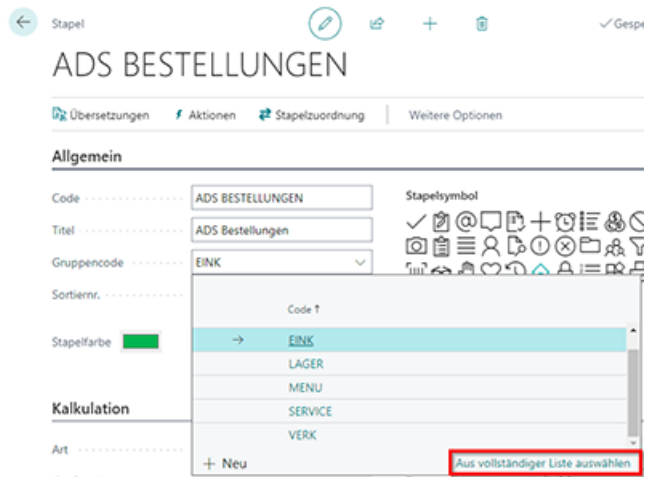 Stapel
Gespe
ADS BESTELLUNGEN
Übersetzungen Aktionen Stapelzuordnung Weitere Optionen
Allgemein
Code ADS BESTELLUNGEN
Stapelsymbol
Titel ADS Bestellungen
Gruppencode EINK
Sortiernr.
Code ↑
Stapelfarbe
→ EINK
LAGER
MENU
SERVICE
Kalkulation
VERK
Art
+ Neu Aus vollständiger Liste auswählen